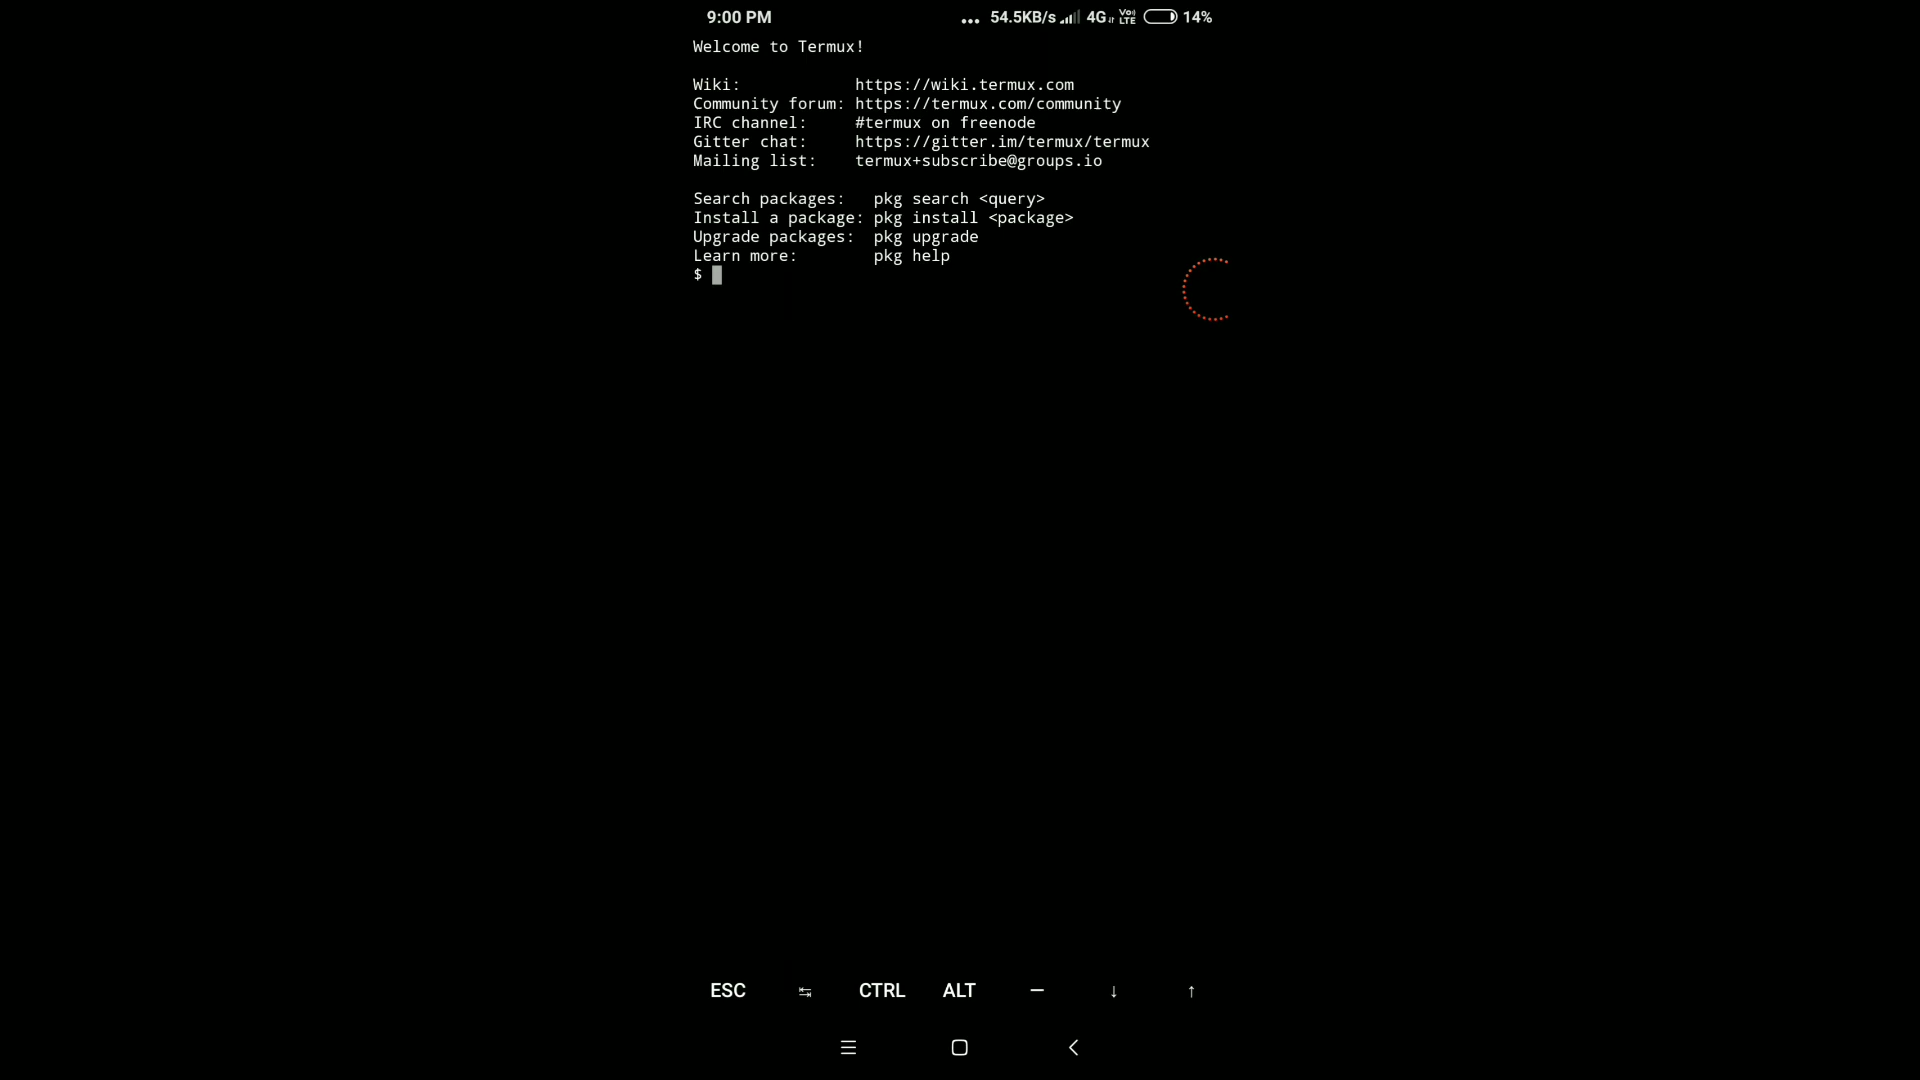 9:00 PM ... 54.5KB/s 4G Vo) LTE 14%
Welcome to Termux!
Wiki: https://wiki.termux.com
Community forum: https://termux.com/community
IRC channel: #termux on freenode
Gitter chat: https://gitter.im/termux/termux
Mailing list: termux+subscribe@groups.io
Search packages: pkg search <query>
Install a package: pkg install <package>
Upgrade packages: pkg upgrade
Learn more: pkg help
$
ESC ⇆ CTRL ALT — ↓ ↑